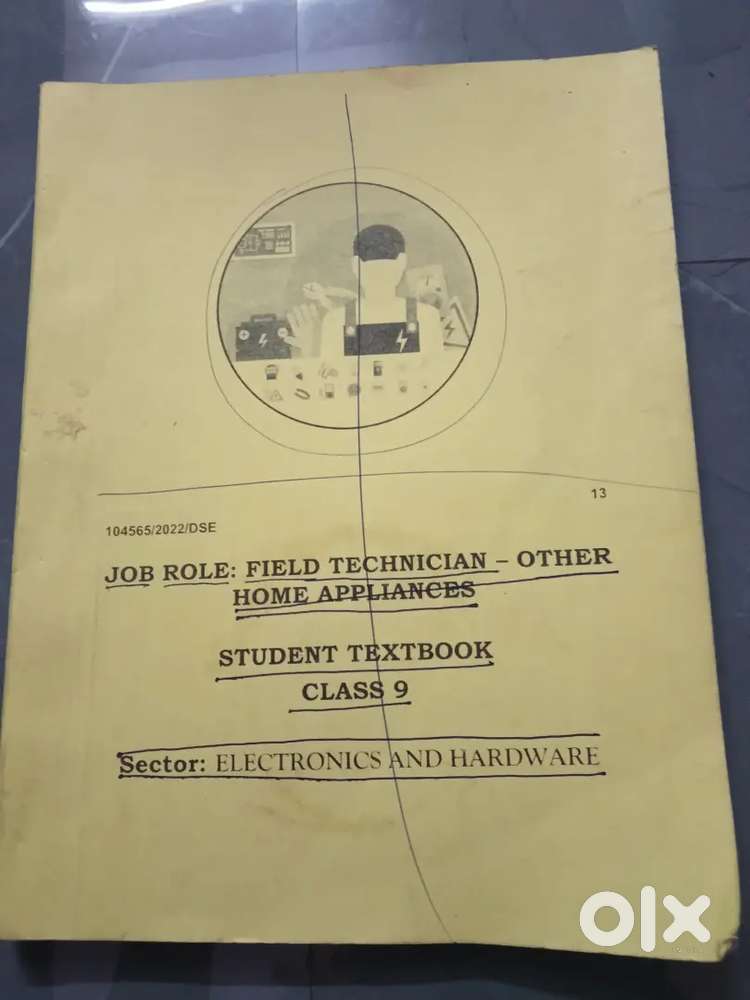 13
104565/2022/DSE
JOB ROLE: FIELD TECHNICIAN – OTHER
HOME APPLIANCES
STUDENT TEXTBOOK
CLASS 9
Sector: ELECTRONICS AND HARDWARE
olx